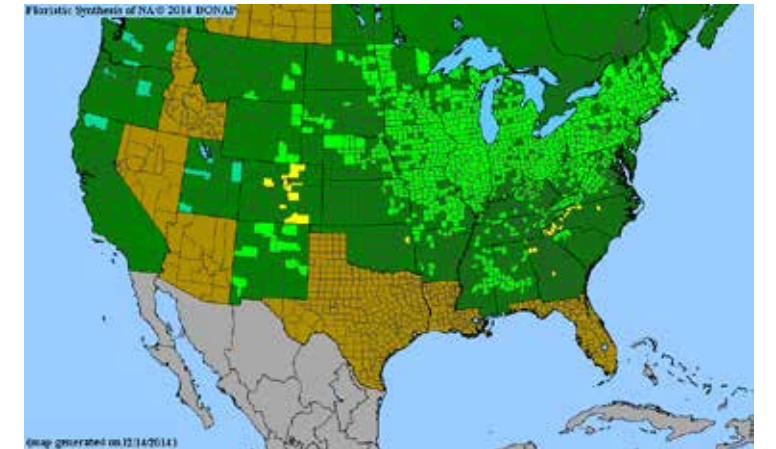 Floristic Synthesis of NA © 2014 BONAP
(map generated on 12/14/2014)